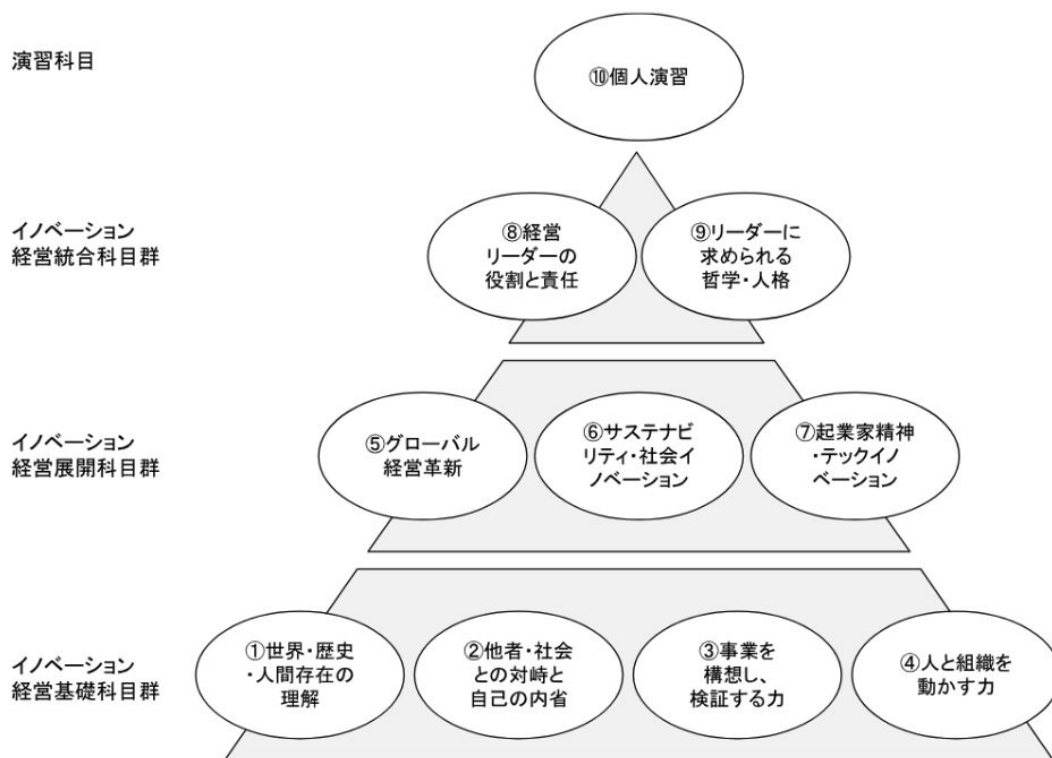 演習科目
⑩個人演習
イノベーション
経営統合科目群
⑧経営
リーダーの
役割と責任
⑨リーダーに
求められる
哲学・人格
イノベーション
経営展開科目群
⑤グローバル
経営革新
⑥サステナビ
リティ・社会イ
ノベーション
⑦起業家精神
・テックイノ
ベーション
イノベーション
経営基礎科目群
①世界・歴史
・人間存在の
理解
②他者・社会
との対峙と
自己の内省
③事業を
構想し、
検証する力
④人と組織を
動かす力